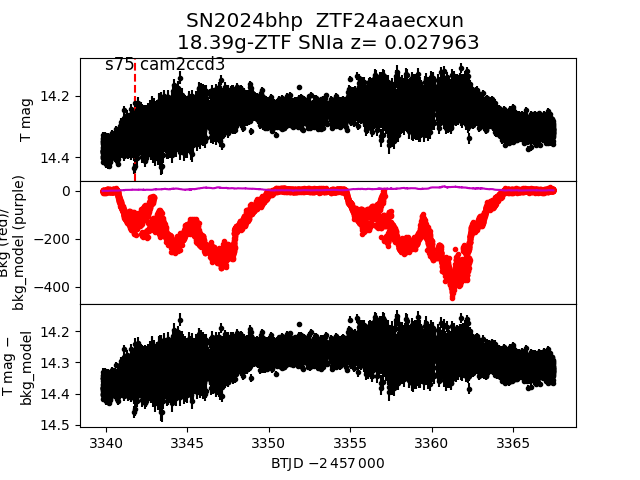 SN2024bhp  ZTF24aaecxun
18.39g-ZTF SNIa z= 0.027963
s75 cam2ccd3
T mag
14.2
14.4
Bkg (red)/
bkg_model (purple)
0
−200
−400
T mag −
bkg_model
14.2
14.3
14.4
14.5
3340 3345 3350 3355 3360 3365
BTJD −2 457 000